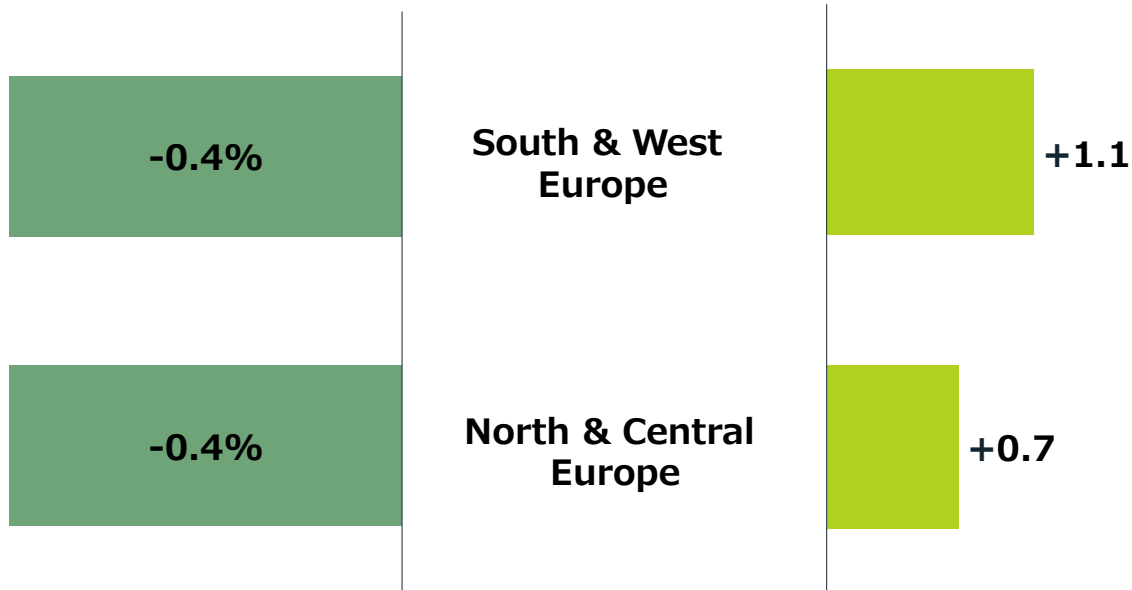 -0.4%
South & West
Europe
+1.1
-0.4%
North & Central
Europe
+0.7